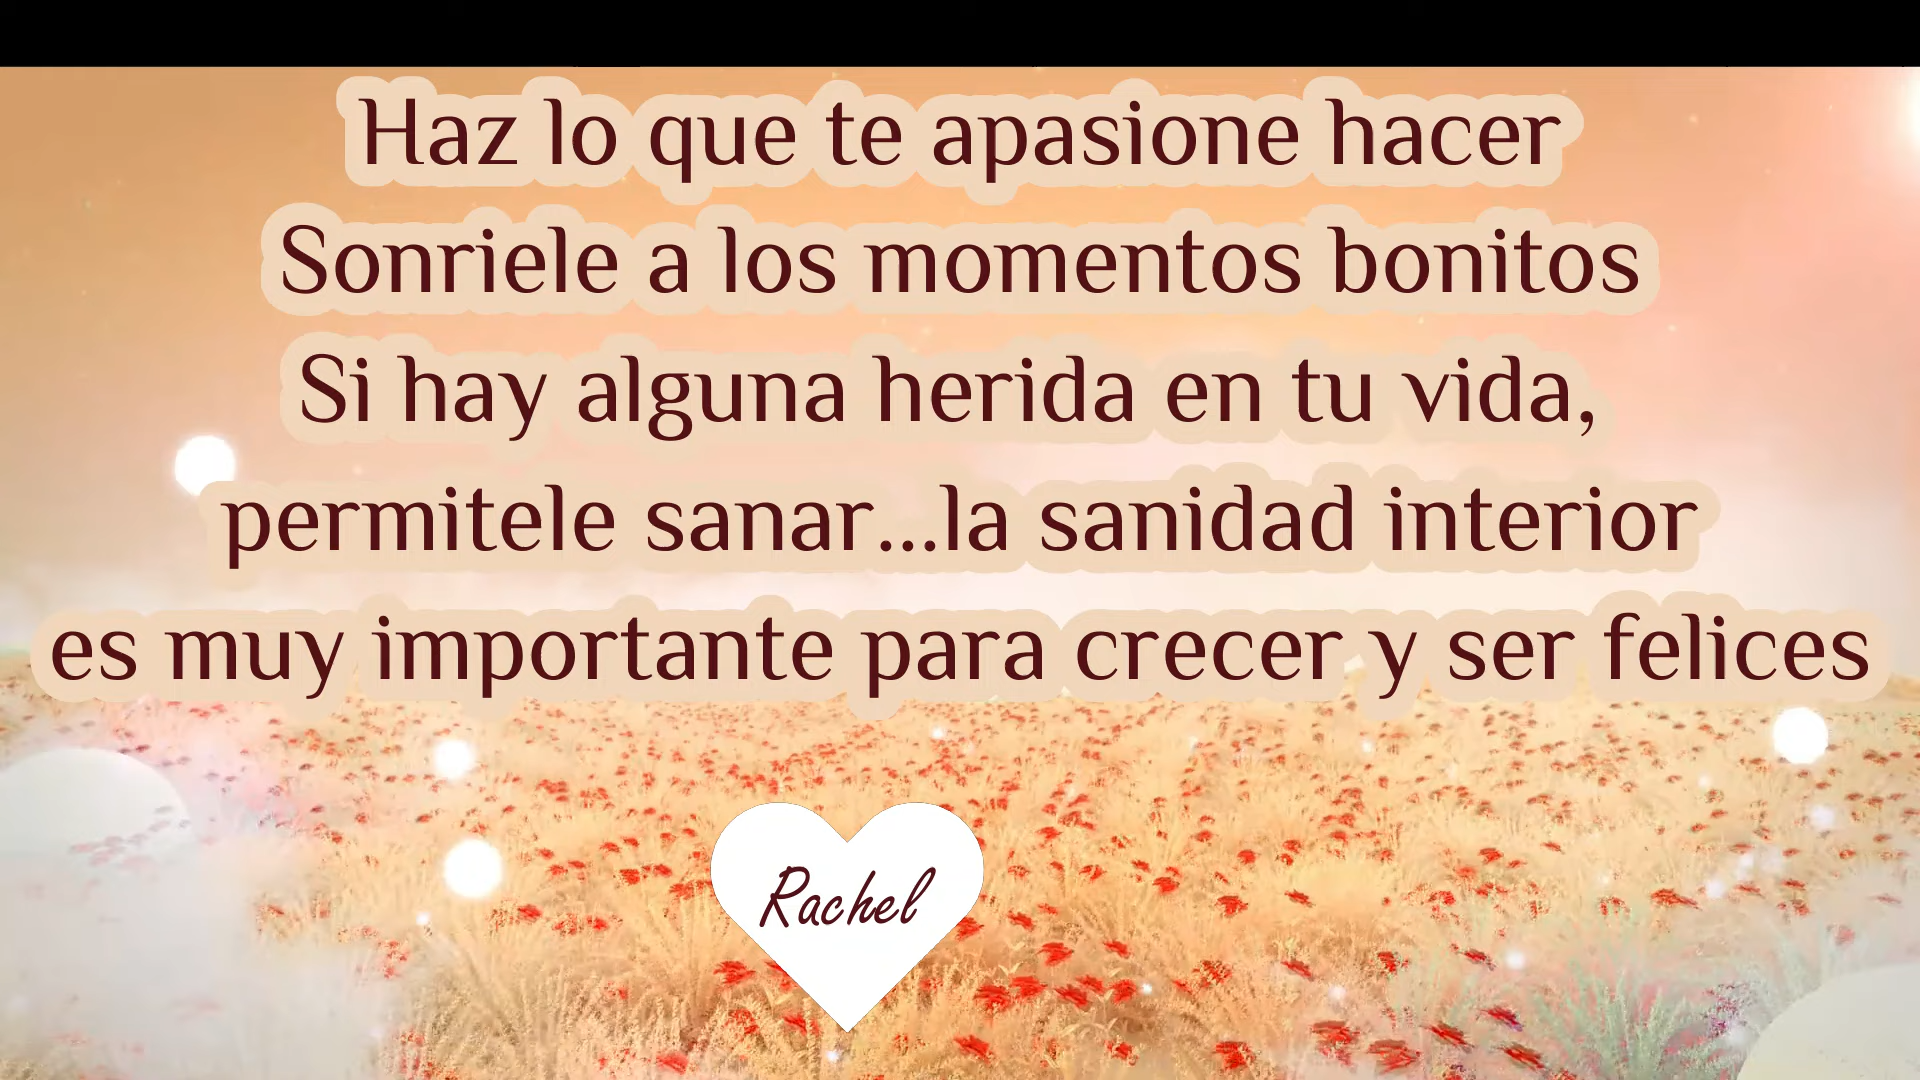 Haz lo que te apasione hacer
Sonriele a los momentos bonitos
Si hay alguna herida en tu vida,
permitele sanar...la sanidad interior
es muy importante para crecer y ser felices
Rachel